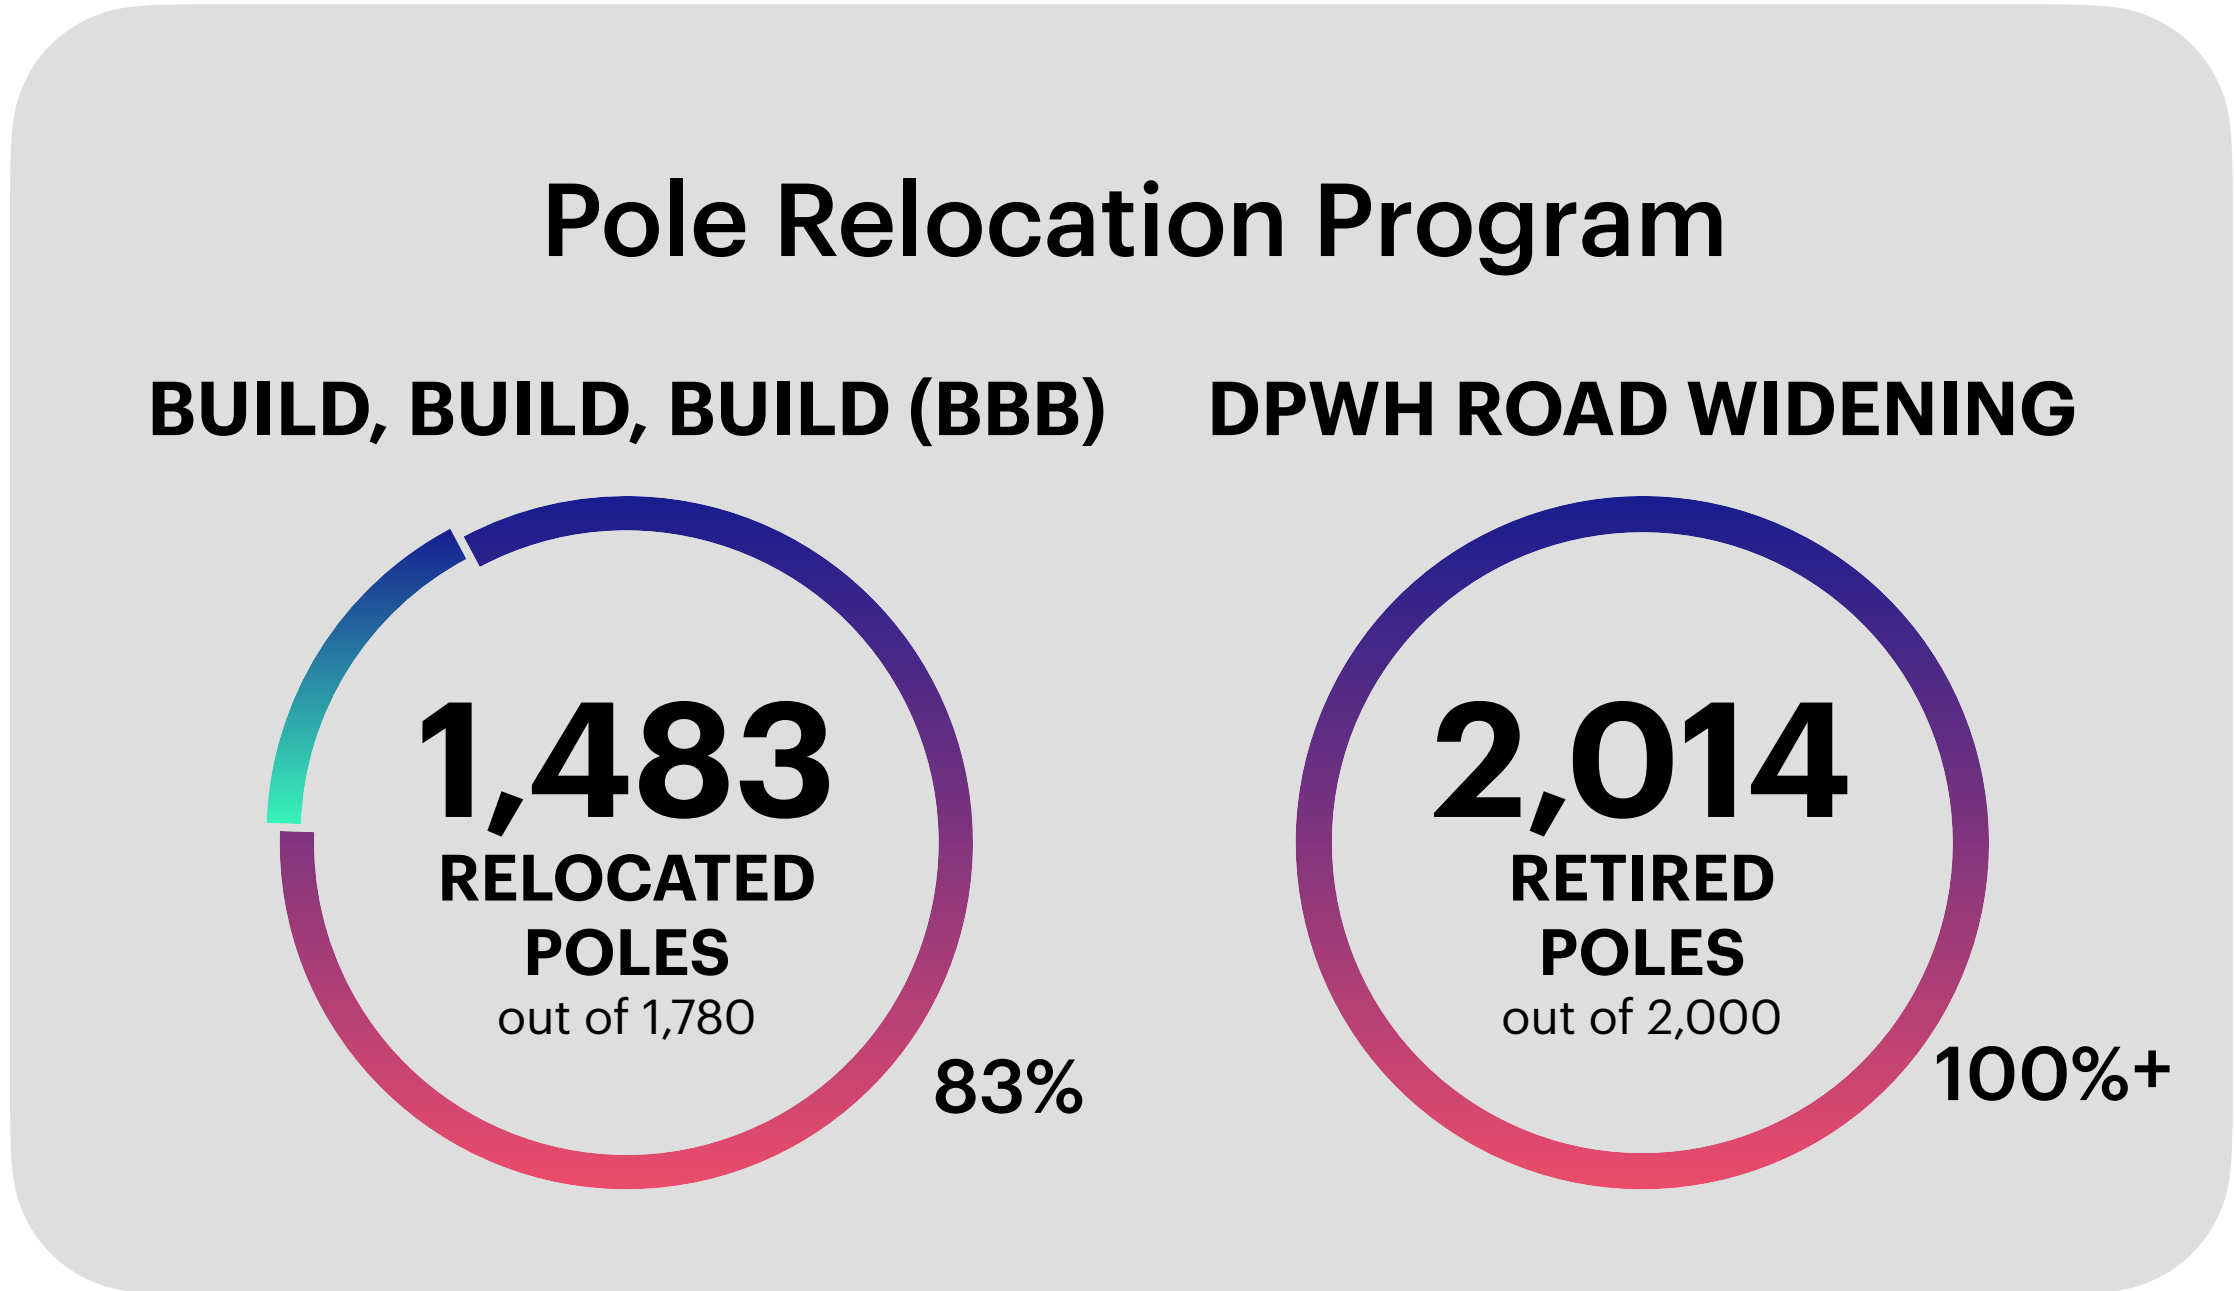 Pole Relocation Program
BUILD, BUILD, BUILD (BBB)
1,483
RELOCATED
POLES
out of 1,780
83%
DPWH ROAD WIDENING
2,014
RETIRED
POLES
out of 2,000
100%+